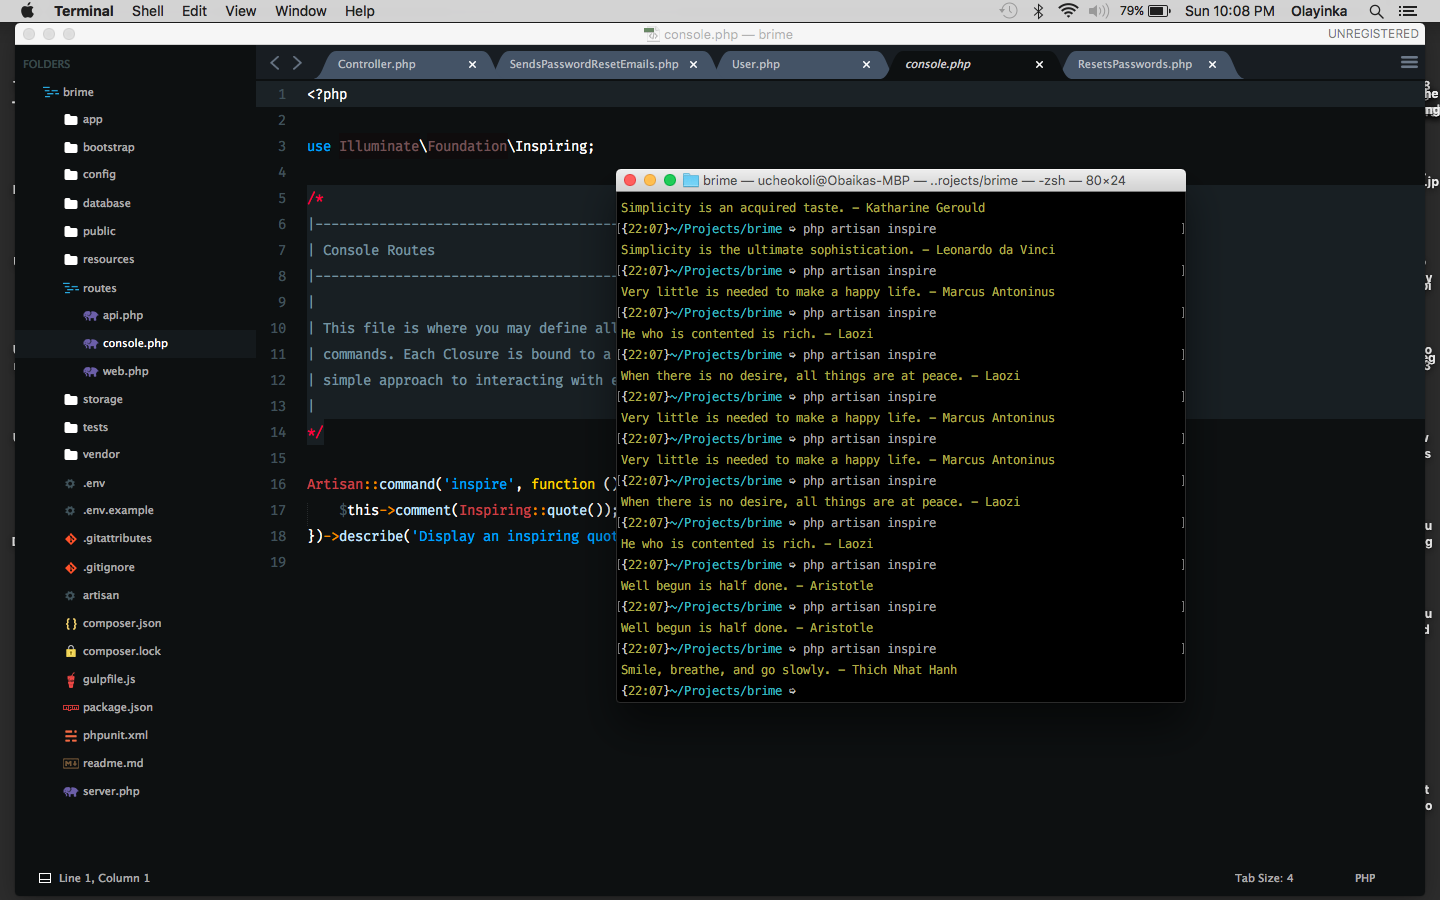 Terminal Shell Edit View Window Help 79% Sun 10:08 PM Olayinka
console.php — brime UNREGISTERED
FOLDERS
brime
app
bootstrap
config
database
public
resources
routes
api.php
console.php
web.php
storage
tests
vendor
.env
.env.example
.gitattributes
.gitignore
artisan
composer.json
composer.lock
gulpfile.js
package.json
phpunit.xml
readme.md
server.php
Controller.php × SendsPasswordResetEmails.php × User.php × console.php × ResetsPasswords.php ×
1 <?php
2
3 use Illuminate\Foundation\Inspiring;
4
5 /*
6 |--------------------------------------
7 | Console Routes
8 |--------------------------------------
9 |
10 | This file is where you may define all
11 | commands. Each Closure is bound to a
12 | simple approach to interacting with e
13 |
14 */
15
16 Artisan::command('inspire', function ()
17 $this->comment(Inspiring::quote());
18 })->describe('Display an inspiring quot
19
brime — ucheokoli@Obaikas-MBP — ..rojects/brime — -zsh — 80×24
Simplicity is an acquired taste. - Katharine Gerould
[{22:07}~/Projects/brime ➭ php artisan inspire ]
Simplicity is the ultimate sophistication. - Leonardo da Vinci
[{22:07}~/Projects/brime ➭ php artisan inspire ]
Very little is needed to make a happy life. - Marcus Antoninus
[{22:07}~/Projects/brime ➭ php artisan inspire ]
He who is contented is rich. - Laozi
[{22:07}~/Projects/brime ➭ php artisan inspire ]
When there is no desire, all things are at peace. - Laozi
[{22:07}~/Projects/brime ➭ php artisan inspire ]
Very little is needed to make a happy life. - Marcus Antoninus
[{22:07}~/Projects/brime ➭ php artisan inspire ]
Very little is needed to make a happy life. - Marcus Antoninus
[{22:07}~/Projects/brime ➭ php artisan inspire ]
When there is no desire, all things are at peace. - Laozi
[{22:07}~/Projects/brime ➭ php artisan inspire ]
He who is contented is rich. - Laozi
[{22:07}~/Projects/brime ➭ php artisan inspire ]
Well begun is half done. - Aristotle
[{22:07}~/Projects/brime ➭ php artisan inspire ]
Well begun is half done. - Aristotle
[{22:07}~/Projects/brime ➭ php artisan inspire ]
Smile, breathe, and go slowly. - Thich Nhat Hanh
{22:07}~/Projects/brime ➭
Line 1, Column 1 Tab Size: 4 PHP